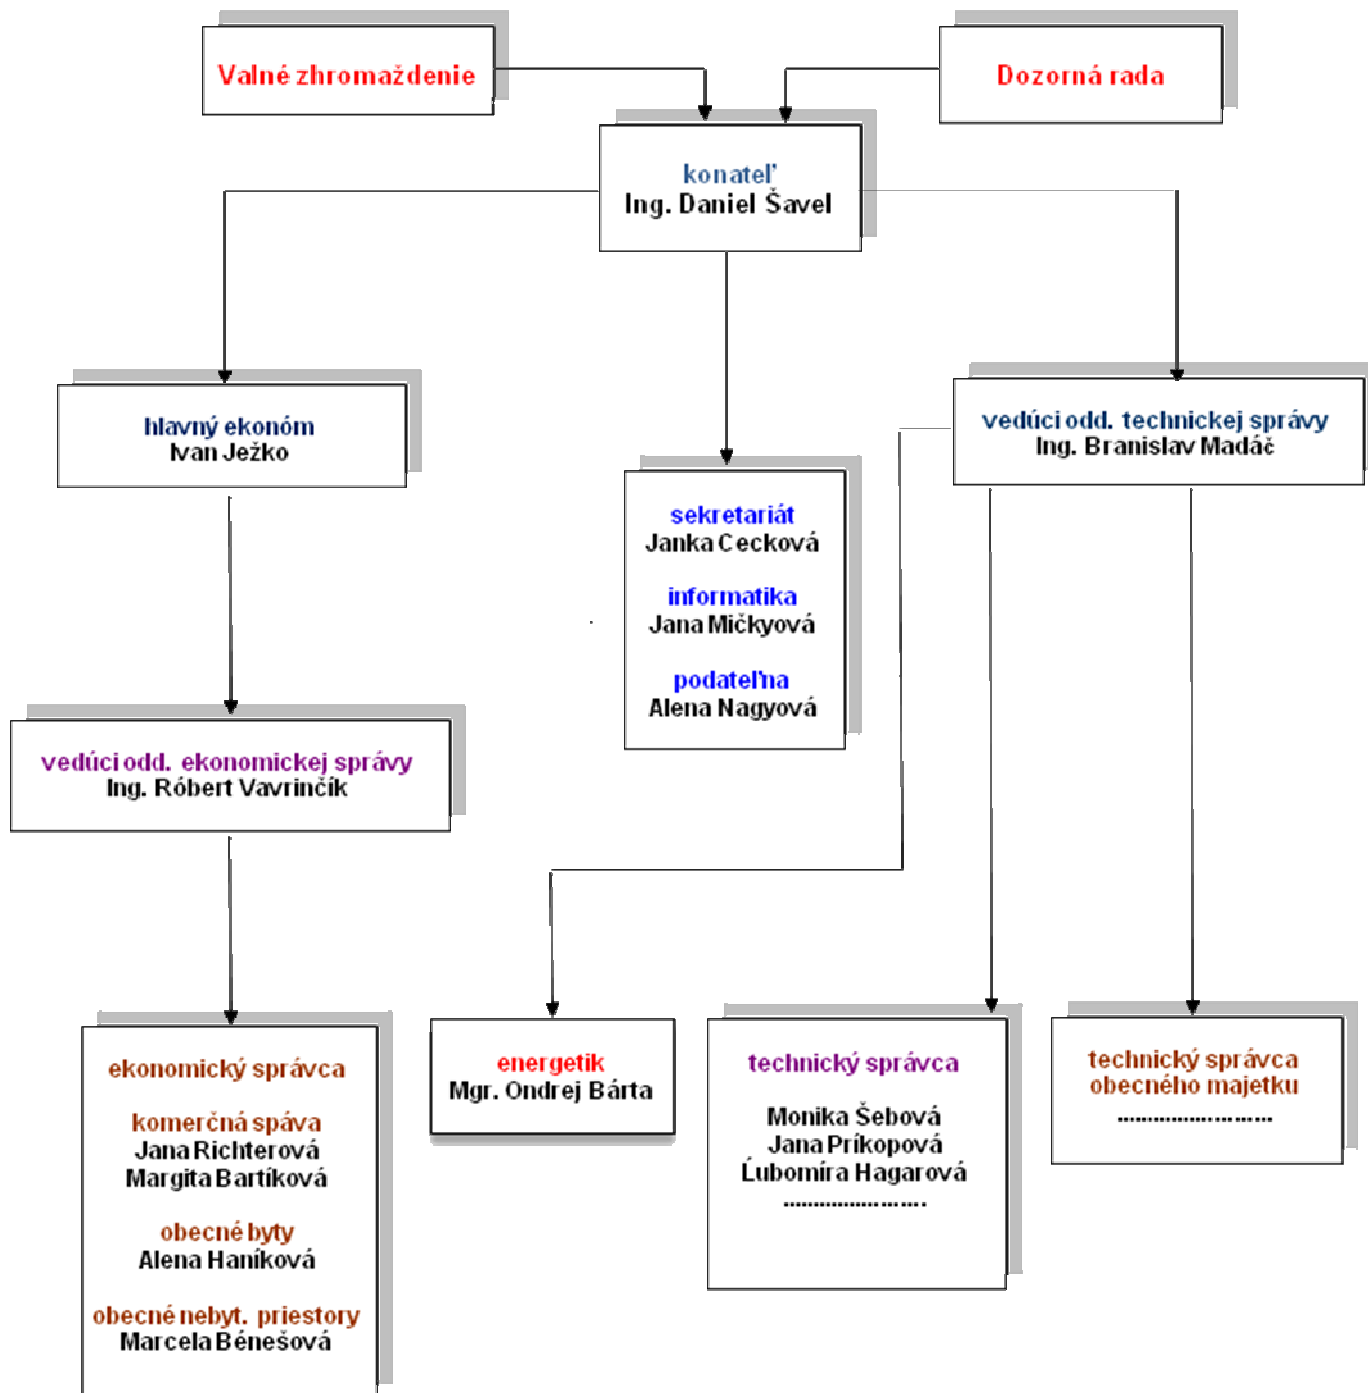 Valné zhromaždenie
Dozorná rada
konateľ
Ing. Daniel Šavel
hlavný ekonóm
Ivan Ježko
vedúci odd. technickej správy
Ing. Branislav Madáč
sekretariát
Janka Cecková
informatika
Jana Mičkyová
podateľna
Alena Nagyová
vedúci odd. ekonomickej správy
Ing. Róbert Vavrinčík
ekonomický správca
komerčná spáva
Jana Richterová
Margita Bartíková
obecné byty
Alena Haníková
obecné nebyt. priestory
Marcela Bénešová
energetik
Mgr. Ondrej Bárta
technický správca
Monika Šebová
Jana Príkopová
Ĺubomíra Hagarová
........................
technický správca
obecného majetku
..........................